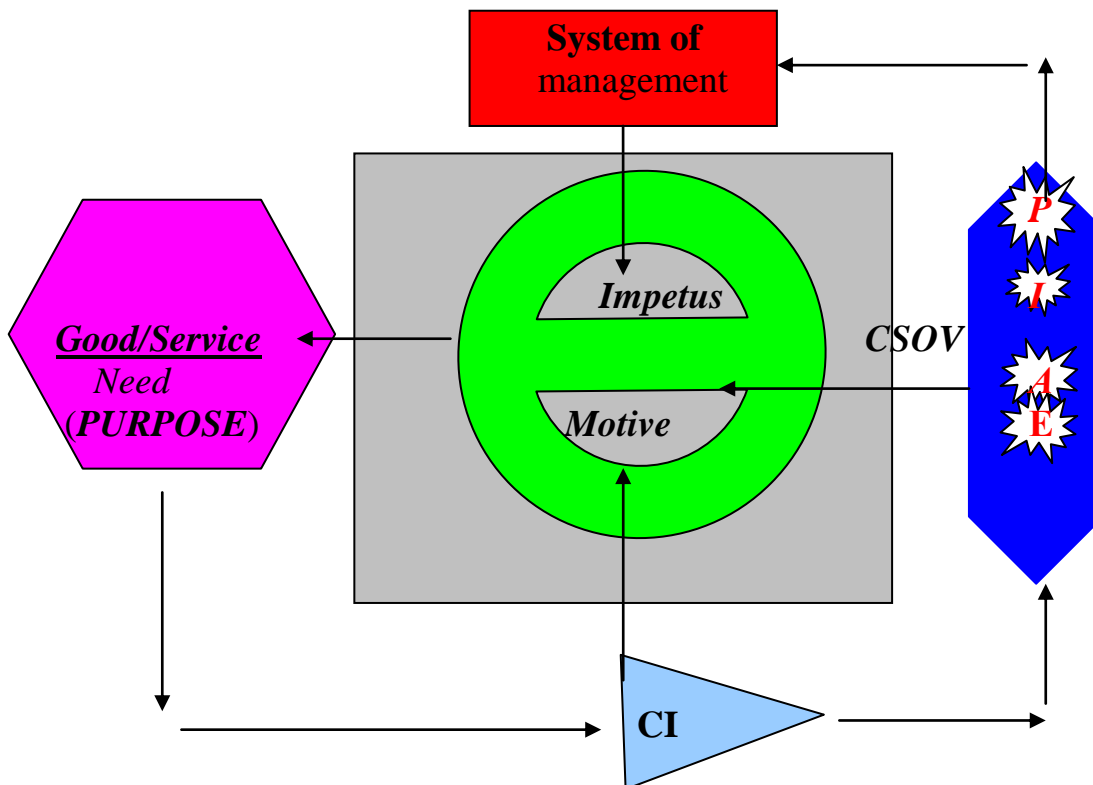 System of
management
P
I
Impetus
CSOV
Good/Service
Need
(PURPOSE)
A
E
Motive
CI